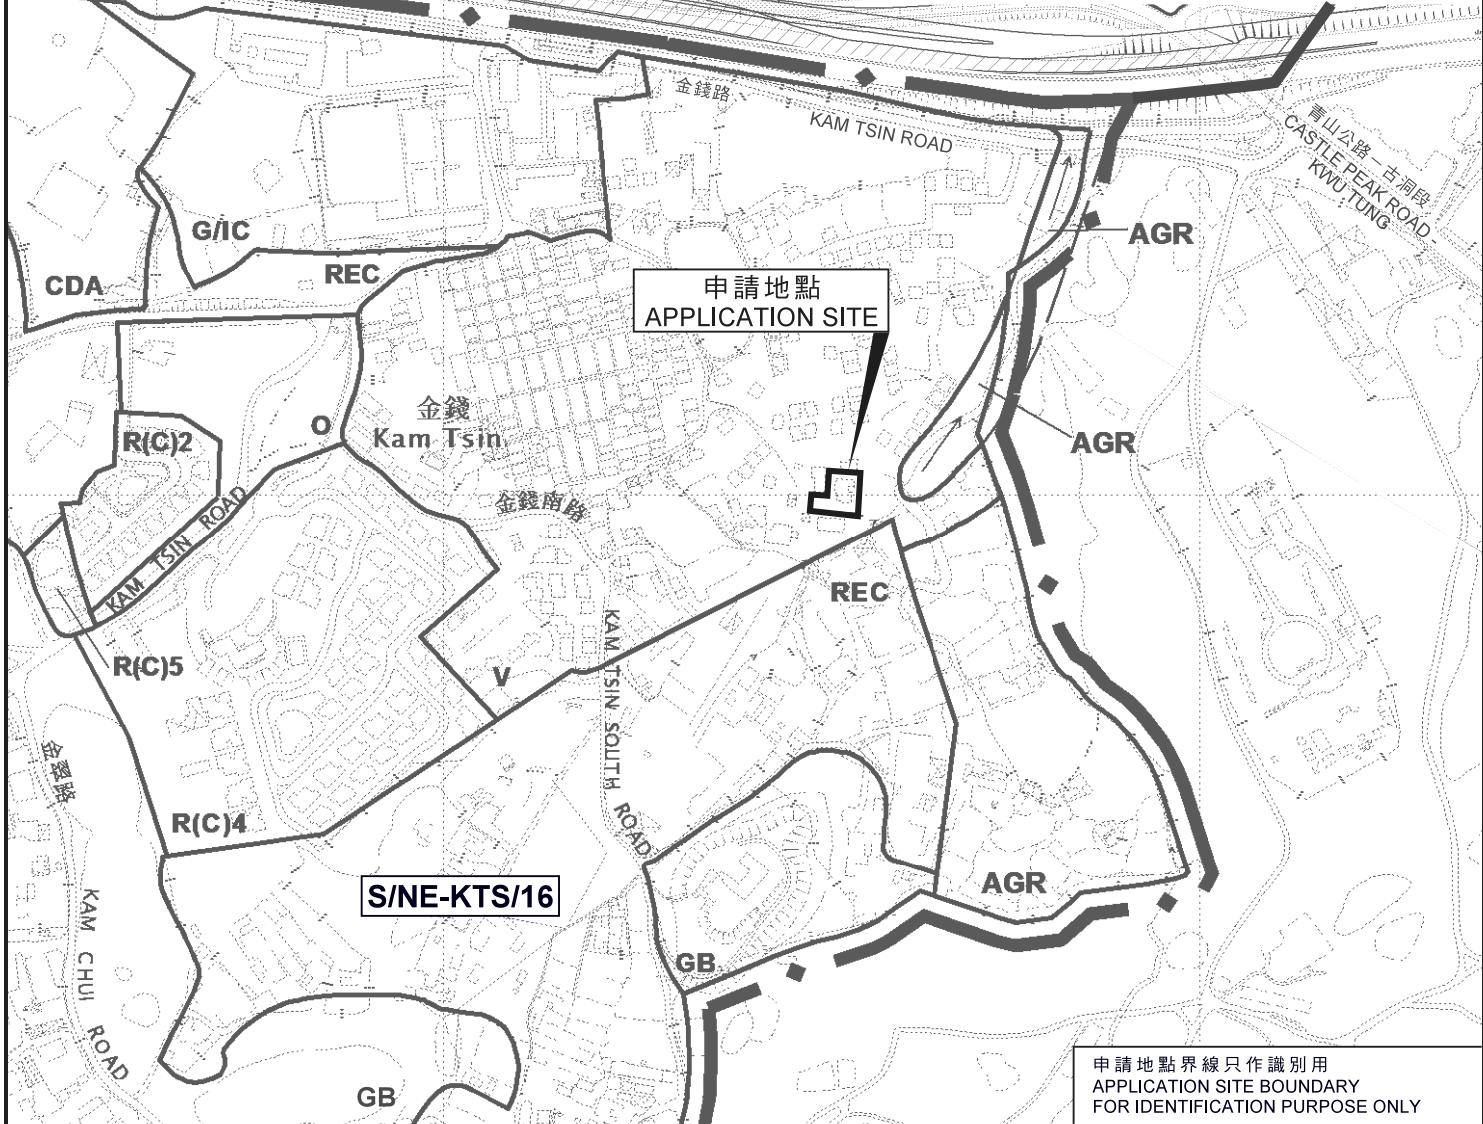 金錢路
KAM TSIN ROAD
青山公路－古洞段
CASTLE PEAK ROAD -
KWU TUNG
G/IC
AGR
REC
CDA
申請地點
APPLICATION SITE
金錢
Kam Tsin
O
R(C)2
AGR
金錢南路
KAM TSIN ROAD
REC
R(C)5
V
KAM TSIN SOUTH ROAD
金翠路
R(C)4
AGR
S/NE-KTS/16
KAM CHUI ROAD
GB
GB
申請地點界線只作識別用
APPLICATION SITE BOUNDARY
FOR IDENTIFICATION PURPOSE ONLY